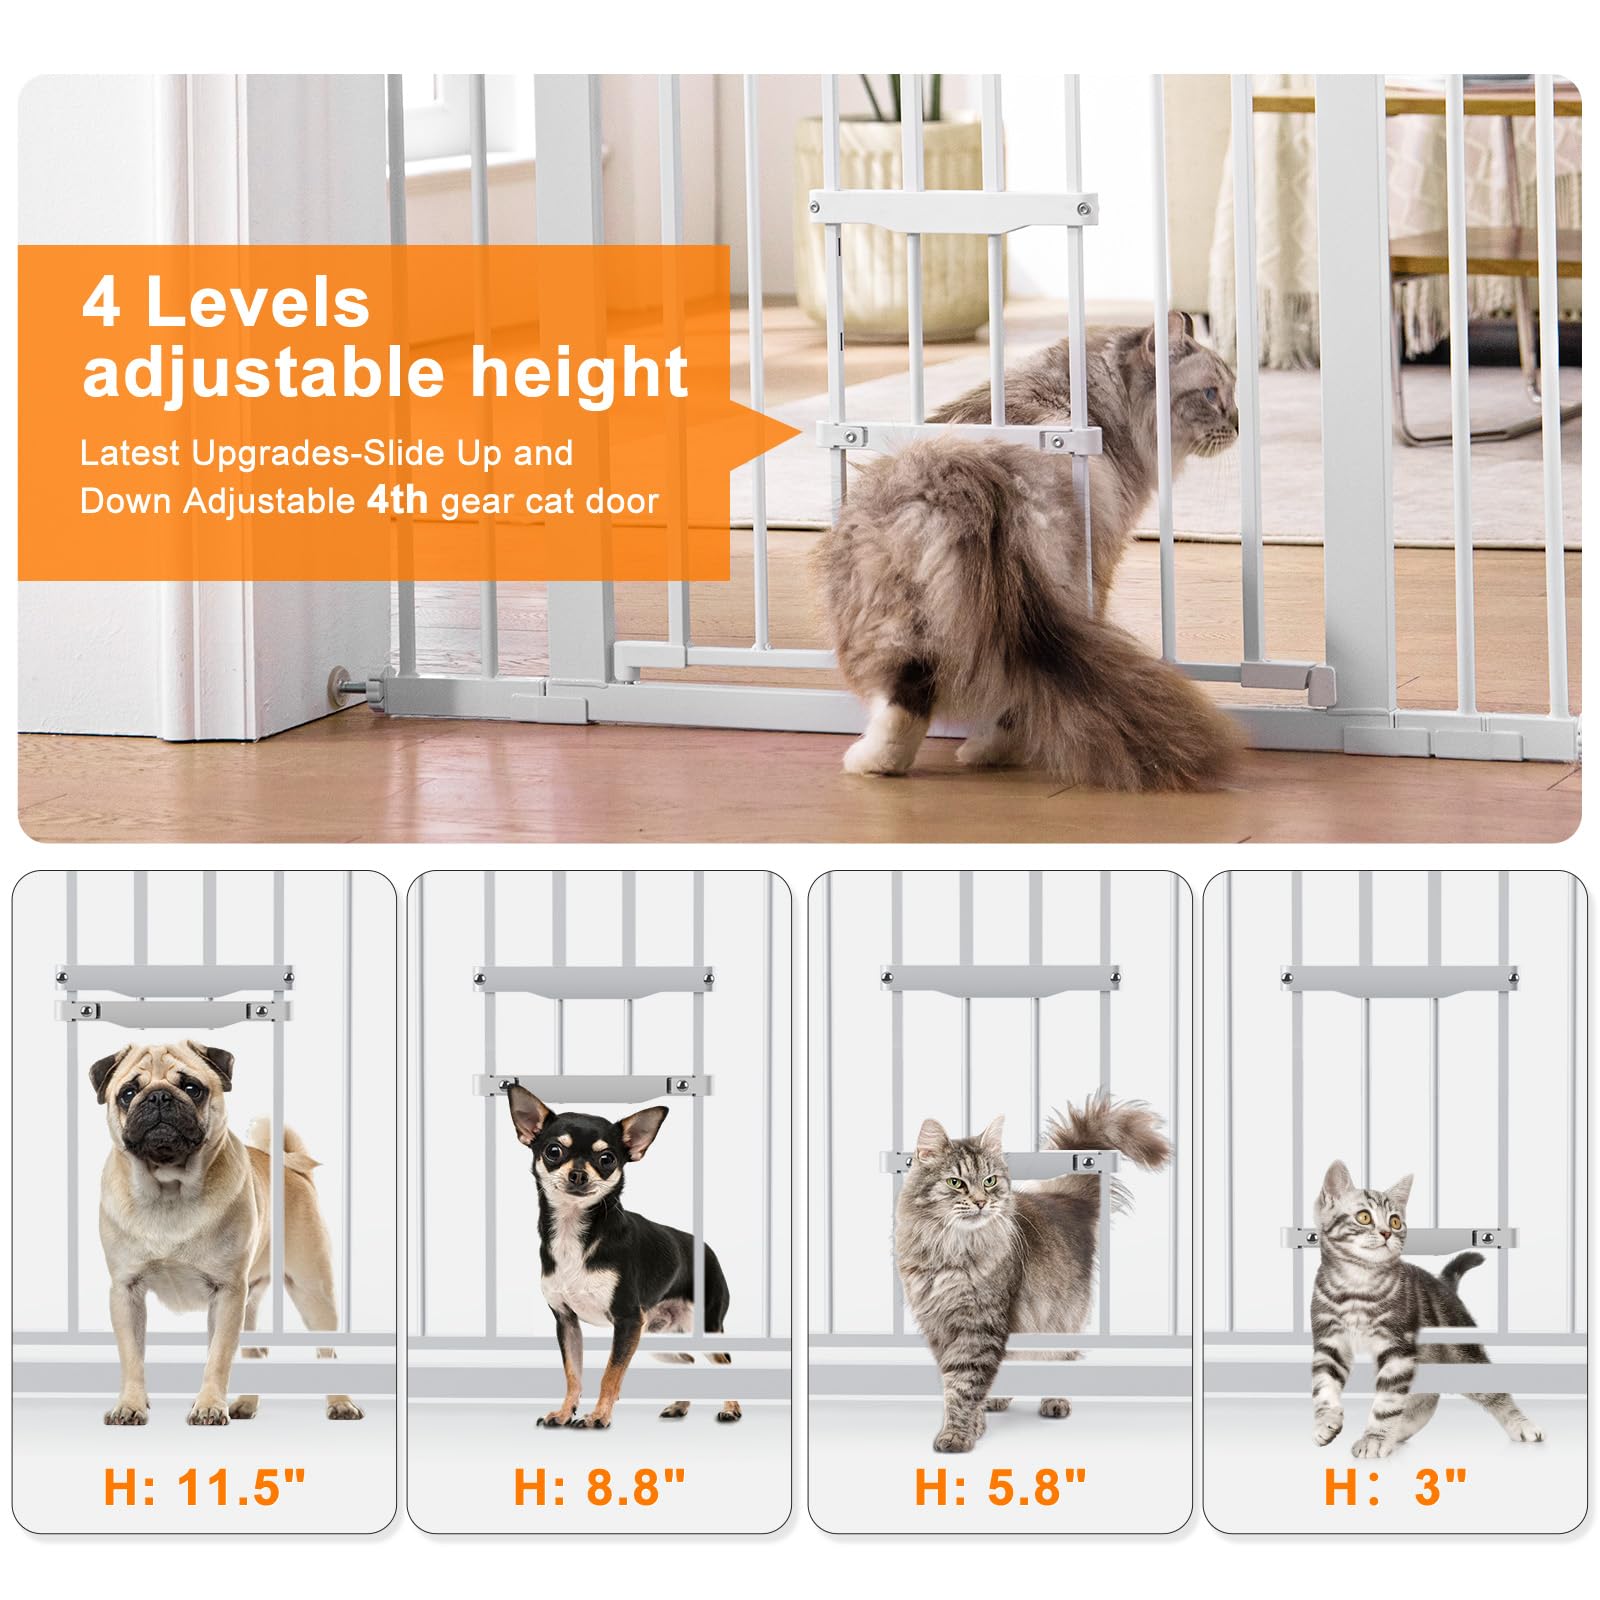 4 Levels
adjustable height
Latest Upgrades-Slide Up and
Down Adjustable 4th gear cat door
H: 11.5"
H: 8.8"
H: 5.8"
H: 3"